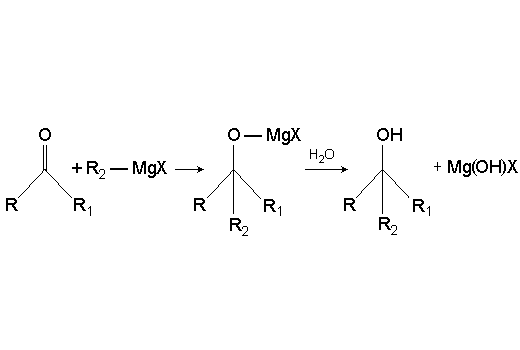 O O — MgX OH
+ R₂ — MgX H₂O + Mg(OH)X
R R₁ R R₁ R R₁
R₂ R₂